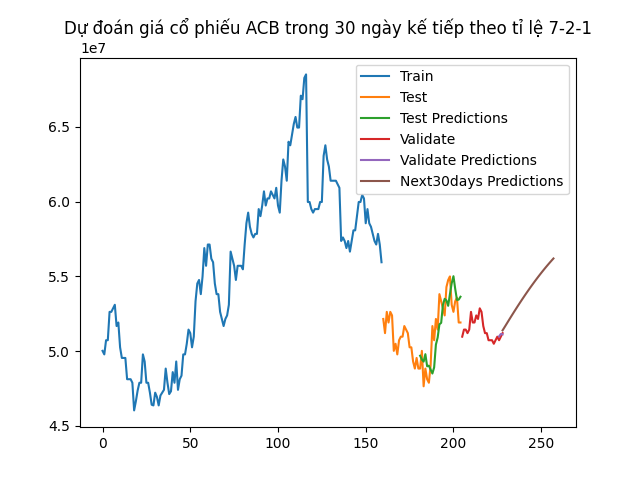 Dự đoán giá cổ phiếu ACB trong 30 ngày kế tiếp theo tỉ lệ 7-2-1
1e7
Train
Test
Test Predictions
Validate
Validate Predictions
Next30days Predictions
6.5
6.0
5.5
5.0
4.5
0 50 100 150 200 250